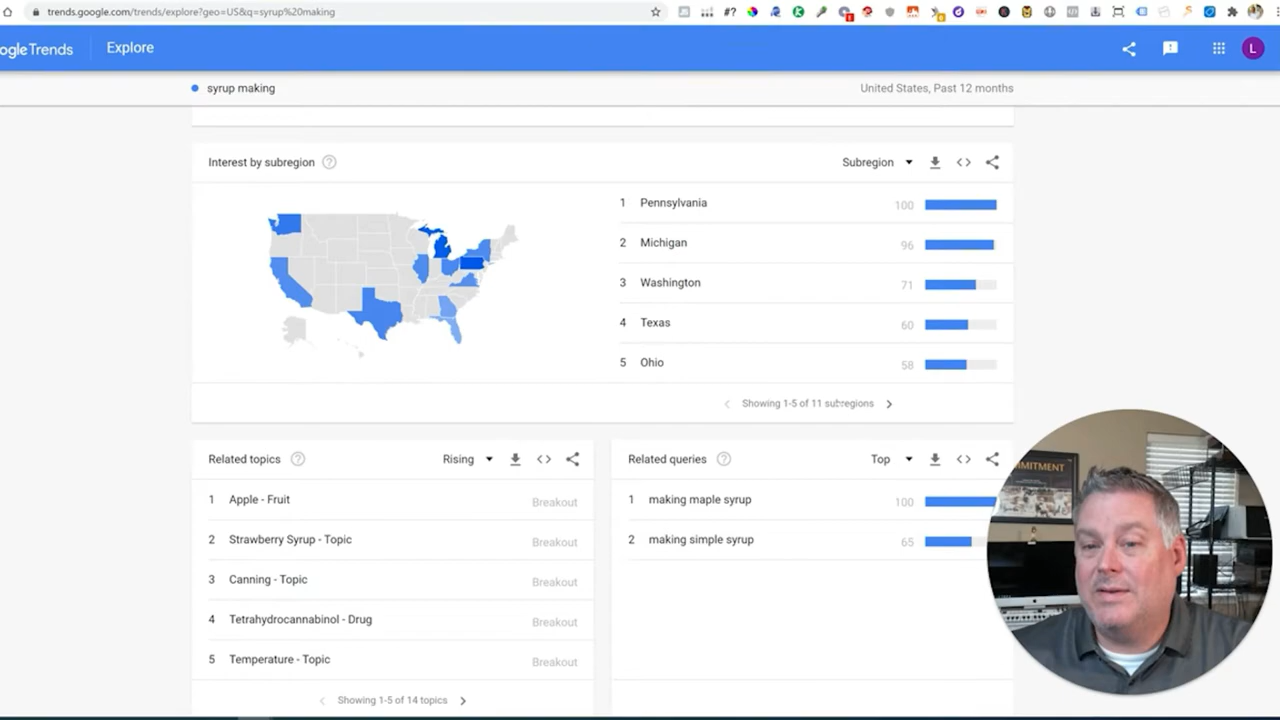 trends.google.com/trends/explore?geo=US&q=syrup%20making
ogle Trends Explore
L
syrup making United States, Past 12 months
Interest by subregion Subregion
1 Pennsylvania 100
2 Michigan 96
3 Washington 71
4 Texas 60
5 Ohio 58
Showing 1-5 of 11 subregions
Related topics Rising
1 Apple - Fruit Breakout
2 Strawberry Syrup - Topic Breakout
3 Canning - Topic Breakout
4 Tetrahydrocannabinol - Drug Breakout
5 Temperature - Topic Breakout
Showing 1-5 of 14 topics
Related queries Top
1 making maple syrup 100
2 making simple syrup 65
MMITMENT